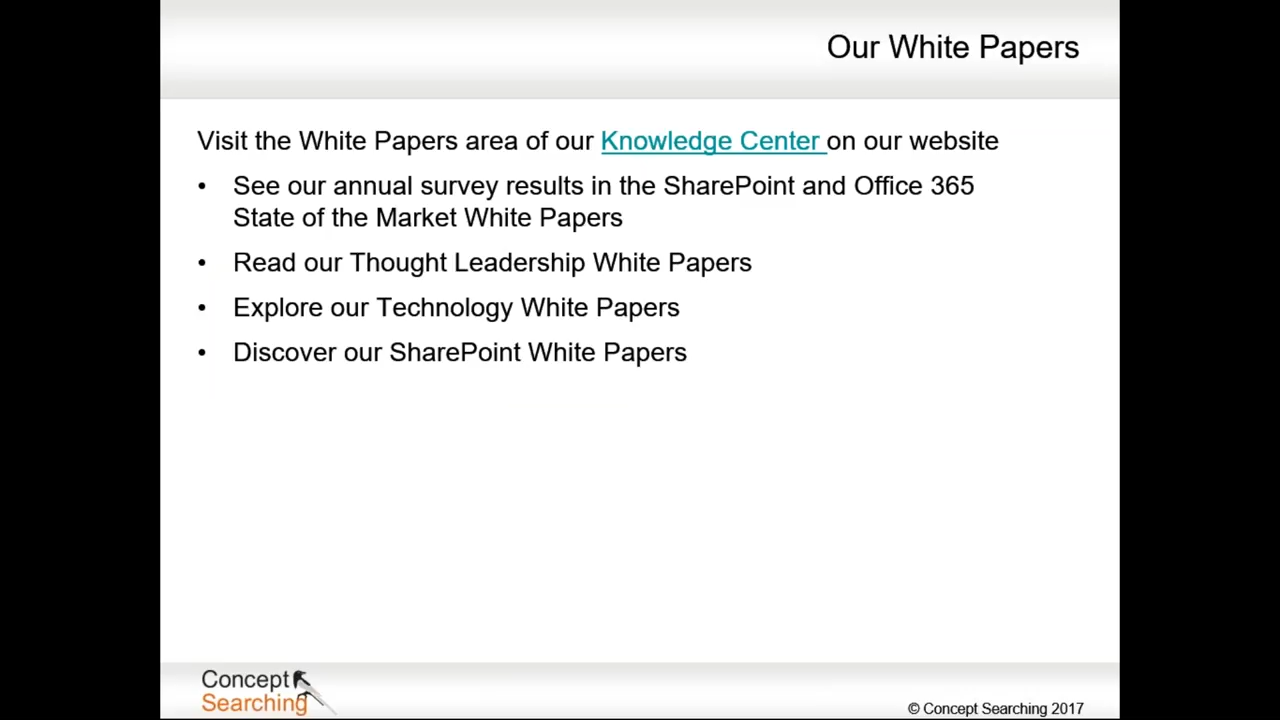 Our White Papers
Visit the White Papers area of our Knowledge Center on our website
• See our annual survey results in the SharePoint and Office 365
State of the Market White Papers
• Read our Thought Leadership White Papers
• Explore our Technology White Papers
• Discover our SharePoint White Papers
Concept
Searching
© Concept Searching 2017